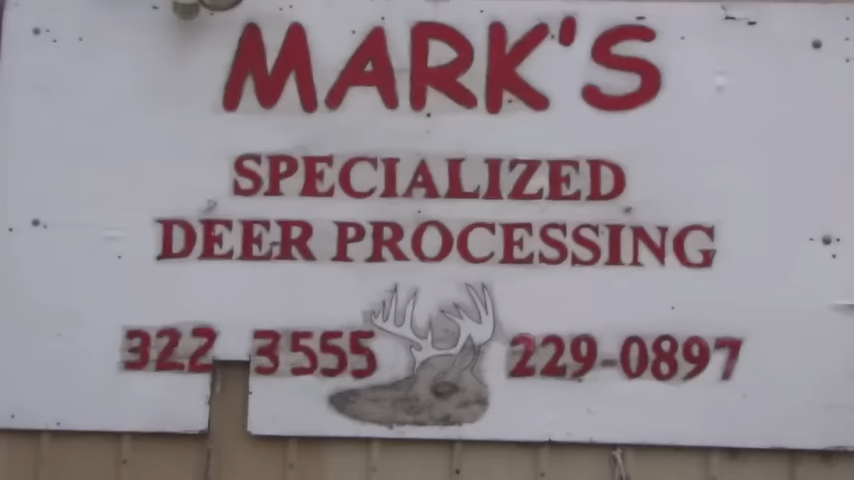 MARK'S
SPECIALIZED
DEER PROCESSING
322 3555 229-0897